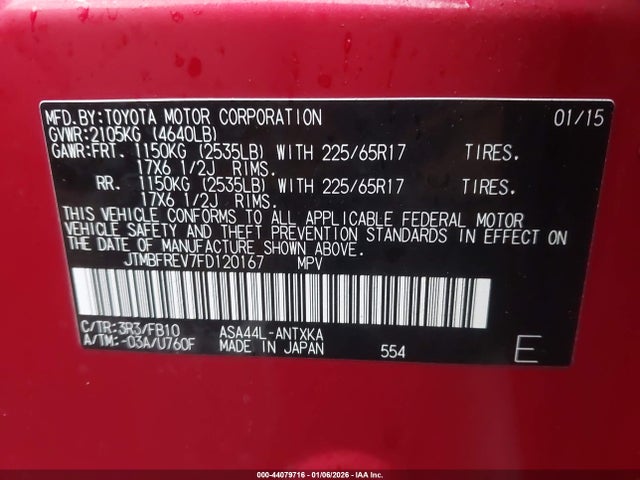 MFD.BY:TOYOTA MOTOR CORPORATION 01/15
GVWR:2105KG (4640LB)
GAWR:FRT. 1150KG (2535LB) WITH 225/65R17 TIRES.
17X6 1/2J RIMS.
RR. 1150KG (2535LB) WITH 225/65R17 TIRES.
17X6 1/2J RIMS.
THIS VEHICLE CONFORMS TO ALL APPLICABLE FEDERAL MOTOR
VEHICLE SAFETY AND THEFT PREVENTION STANDARDS IN EFFECT ON
THE DATE OF MANUFACTURE SHOWN ABOVE.
JTMBFREV7FD120167 MPV
C/TR:3R3/FB10 ASA44L-ANTXKA
A/TM:-03A/U760F MADE IN JAPAN 554 E
000-44079716 - 01/06/2026 - IAA Inc.